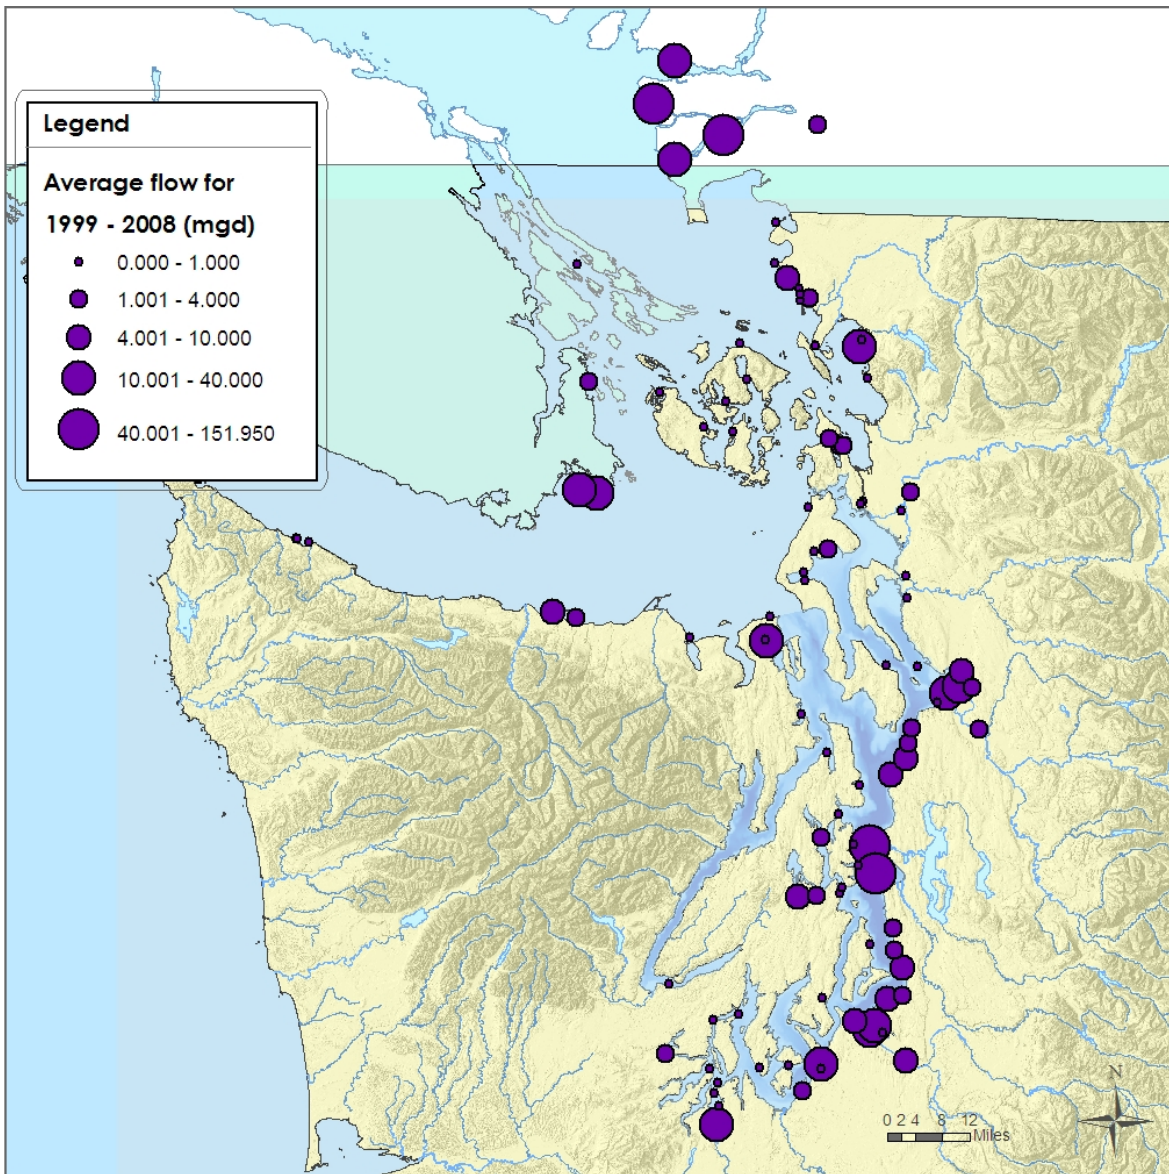 Legend
Average flow for
1999 - 2008 (mgd)
0.000 - 1.000
1.001 - 4.000
4.001 - 10.000
10.001 - 40.000
40.001 - 151.950
N
0 2 4 8 12
Miles